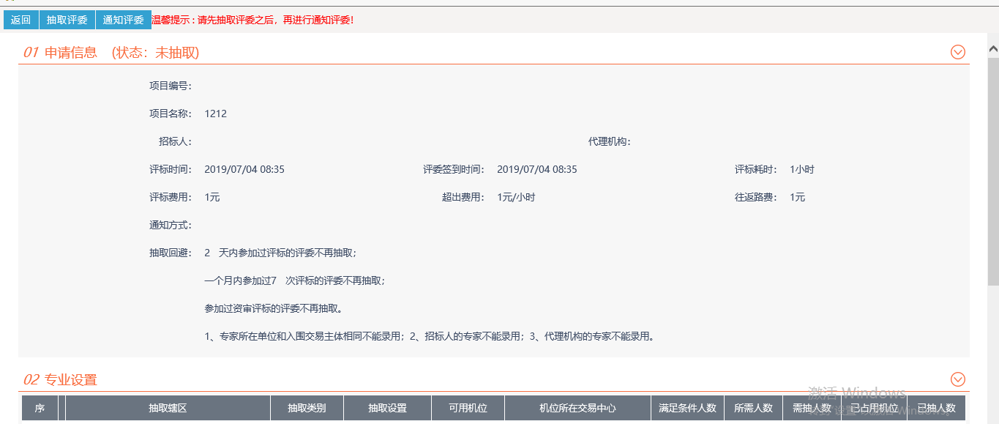 返回 抽取评委 通知评委 温馨提示：请先抽取评委之后，再进行通知评委！
01 申请信息 (状态：未抽取)
项目编号：
项目名称： 1212
招标人： 代理机构：
评标时间： 2019/07/04 08:35 评委签到时间： 2019/07/04 08:35 评标耗时： 1小时
评标费用： 1元 超出费用： 1元/小时 往返路费： 1元
通知方式：
抽取回避： 2 天内参加过评标的评委不再抽取；
一个月内参加过7 次评标的评委不再抽取；
参加过资审评标的评委不再抽取。
1、专家所在单位和入围交易主体相同不能录用；2、招标人的专家不能录用；3、代理机构的专家不能录用。
02 专业设置
激活 Windows
序 抽取辖区 抽取类别 抽取设置 可用机位 机位所在交易中心 满足条件人数 所需人数 需抽人数 已占用机位 已抽人数
转到"设置"以激活 Windows。